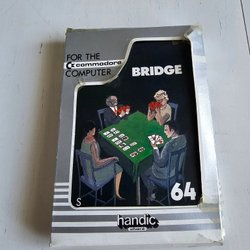 FOR THE
commodore
COMPUTER
BRIDGE
S
64
handic